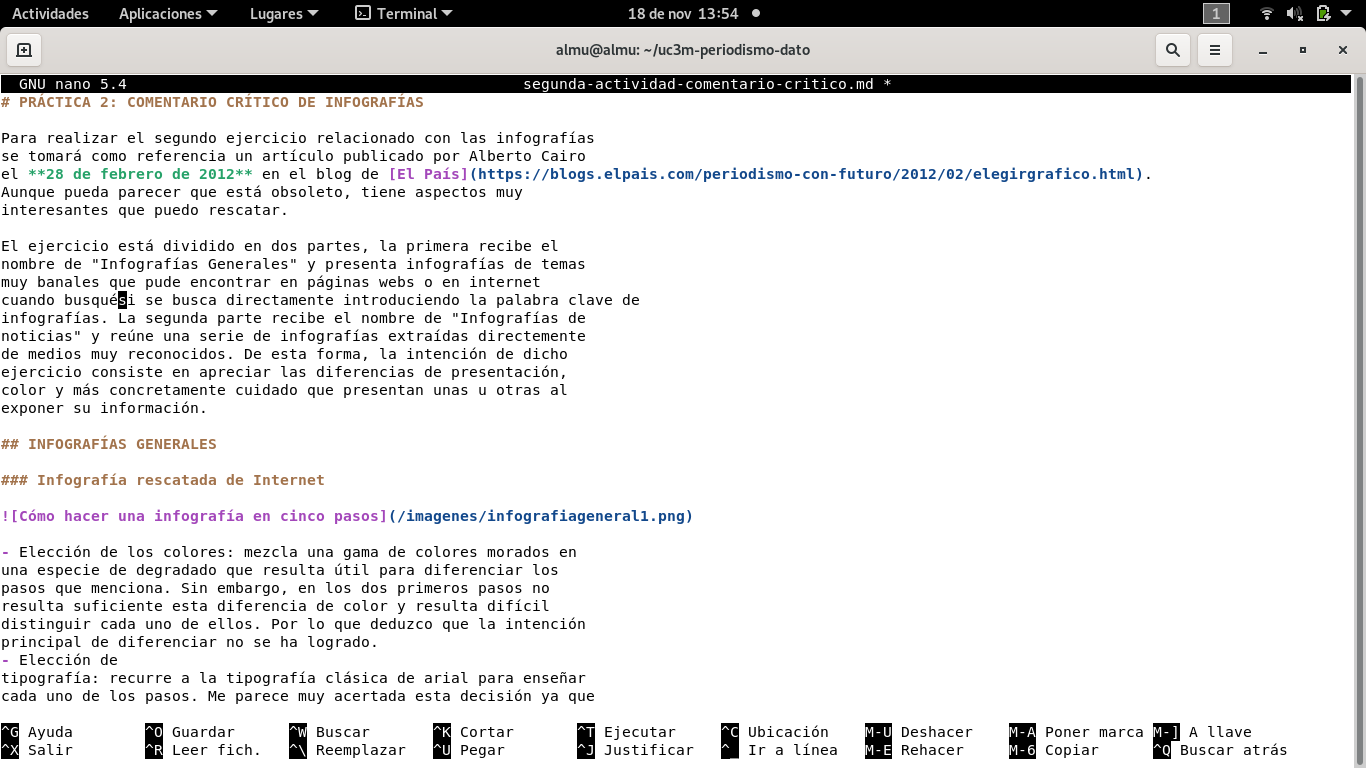 Actividades Aplicaciones Lugares Terminal 18 de nov 13:54 1
almu@almu: ~/uc3m-periodismo-dato
GNU nano 5.4 segunda-actividad-comentario-critico.md *
# PRÁCTICA 2: COMENTARIO CRÍTICO DE INFOGRAFÍAS
Para realizar el segundo ejercicio relacionado con las infografías
se tomará como referencia un artículo publicado por Alberto Cairo
el **28 de febrero de 2012** en el blog de [El País](https://blogs.elpais.com/periodismo-con-futuro/2012/02/elegirgrafico.html).
Aunque pueda parecer que está obsoleto, tiene aspectos muy
interesantes que puedo rescatar.
El ejercicio está dividido en dos partes, la primera recibe el
nombre de "Infografías Generales" y presenta infografías de temas
muy banales que pude encontrar en páginas webs o en internet
cuando busquési se busca directamente introduciendo la palabra clave de
infografías. La segunda parte recibe el nombre de "Infografías de
noticias" y reúne una serie de infografías extraídas directamente
de medios muy reconocidos. De esta forma, la intención de dicho
ejercicio consiste en apreciar las diferencias de presentación,
color y más concretamente cuidado que presentan unas u otras al
exponer su información.
## INFOGRAFÍAS GENERALES
### Infografía rescatada de Internet
![Cómo hacer una infografía en cinco pasos](/imagenes/infografiageneral1.png)
- Elección de los colores: mezcla una gama de colores morados en
una especie de degradado que resulta útil para diferenciar los
pasos que menciona. Sin embargo, en los dos primeros pasos no
resulta suficiente esta diferencia de color y resulta difícil
distinguir cada uno de ellos. Por lo que deduzco que la intención
principal de diferenciar no se ha logrado.
- Elección de
tipografía: recurre a la tipografía clásica de arial para enseñar
cada uno de los pasos. Me parece muy acertada esta decisión ya que
^G Ayuda ^O Guardar ^W Buscar ^K Cortar ^T Ejecutar ^C Ubicación M-U Deshacer M-A Poner marca M-] A llave
^X Salir ^R Leer fich. ^\ Reemplazar ^U Pegar ^J Justificar ^_ Ir a línea M-E Rehacer M-6 Copiar ^Q Buscar atrás